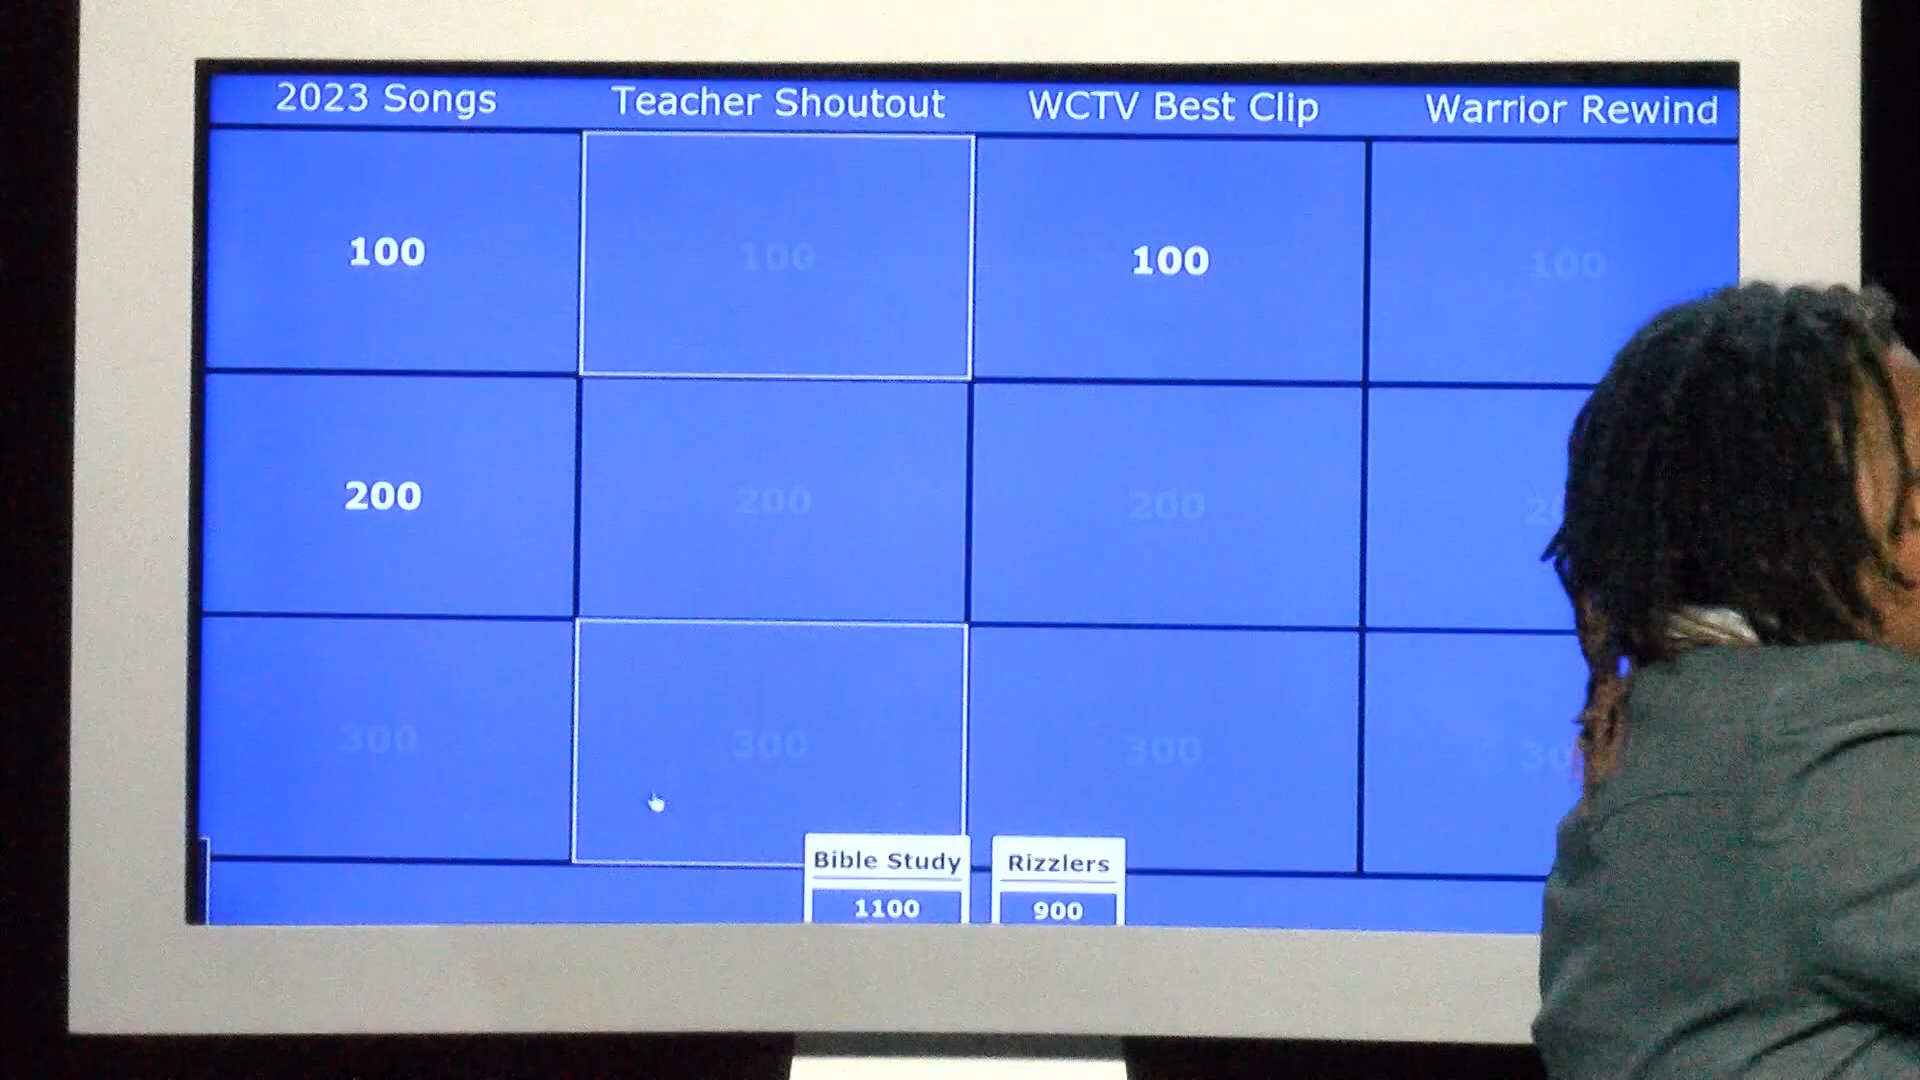 2023 Songs Teacher Shoutout WCTV Best Clip Warrior Rewind
100 100 100 100
200 200 200
300 300 300
Bible Study Rizzlers
1100 900